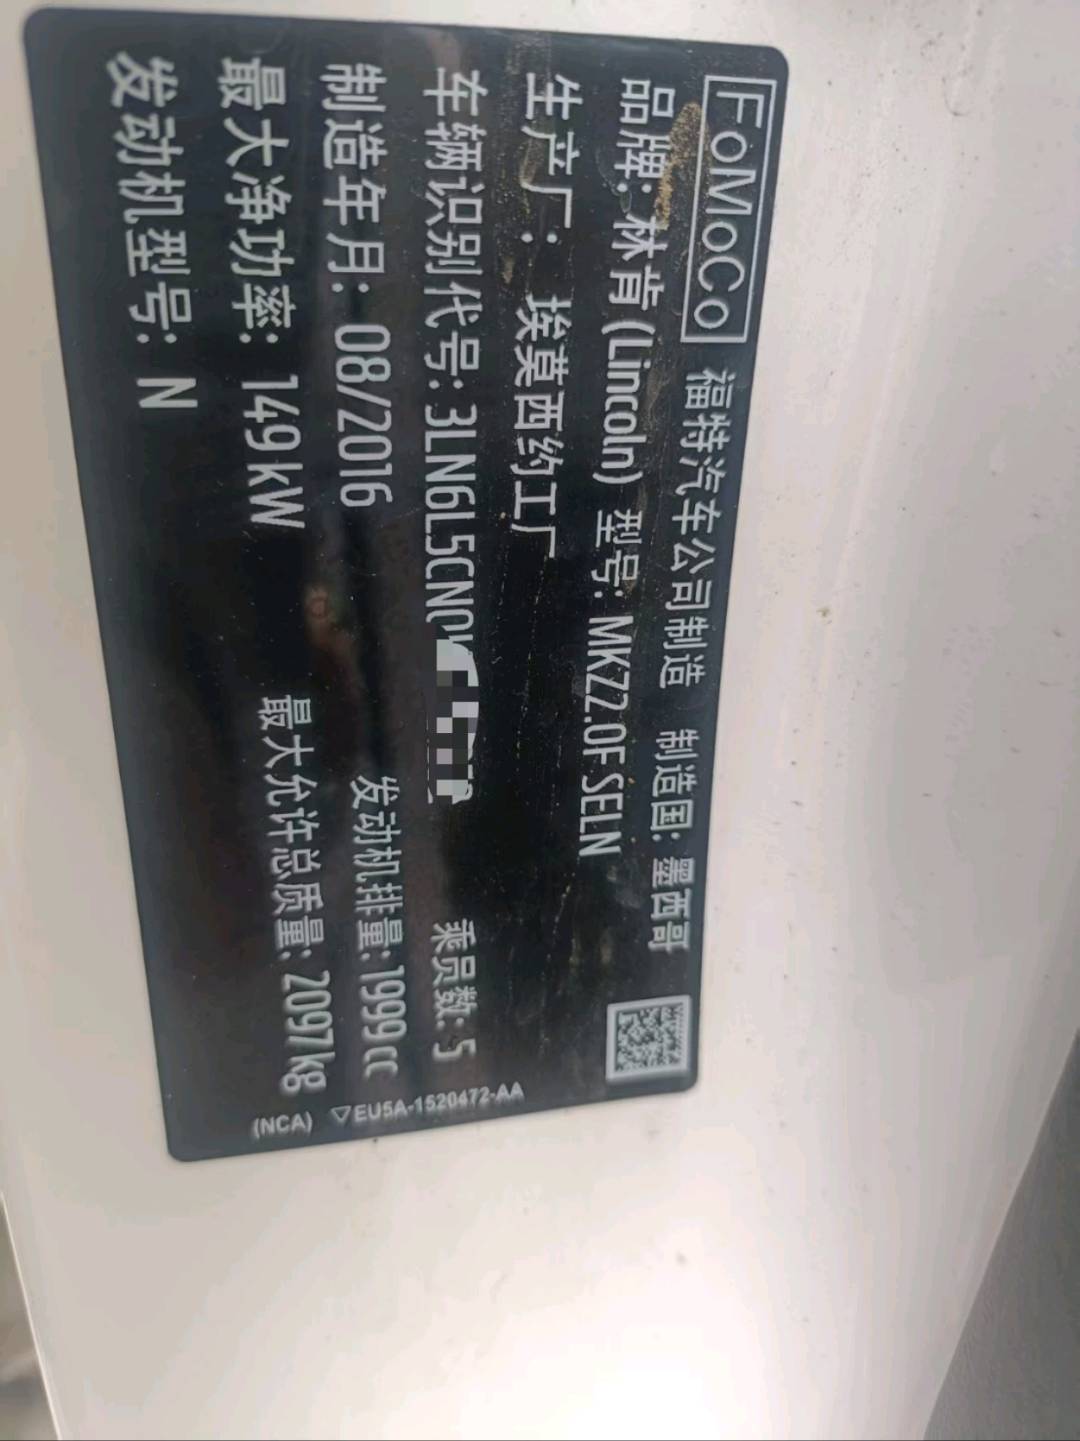 FoMoCo 福特汽车公司制造 制造国: 墨西哥
品牌: 林肯 (Lincoln) 型号: MKZ2.0F SELN
生产厂: 埃莫西约工厂
车辆识别代号: 3LN6L5CN 乘员数: 5
制造年月: 08/2016 发动机排量: 1999 cc
最大净功率: 149 kW 最大允许总质量: 2097 kg
发动机型号: N
(NCA) ▽EU5A-1520472-AA